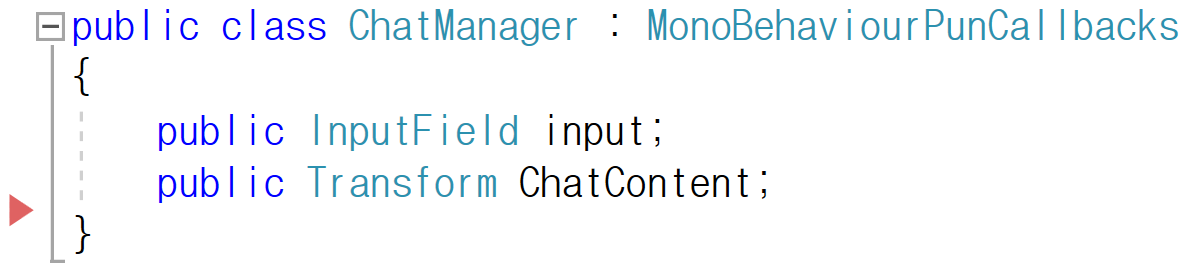 public class ChatManager : MonoBehaviourPunCallbacks
{
    public InputField input;
    public Transform ChatContent;
}